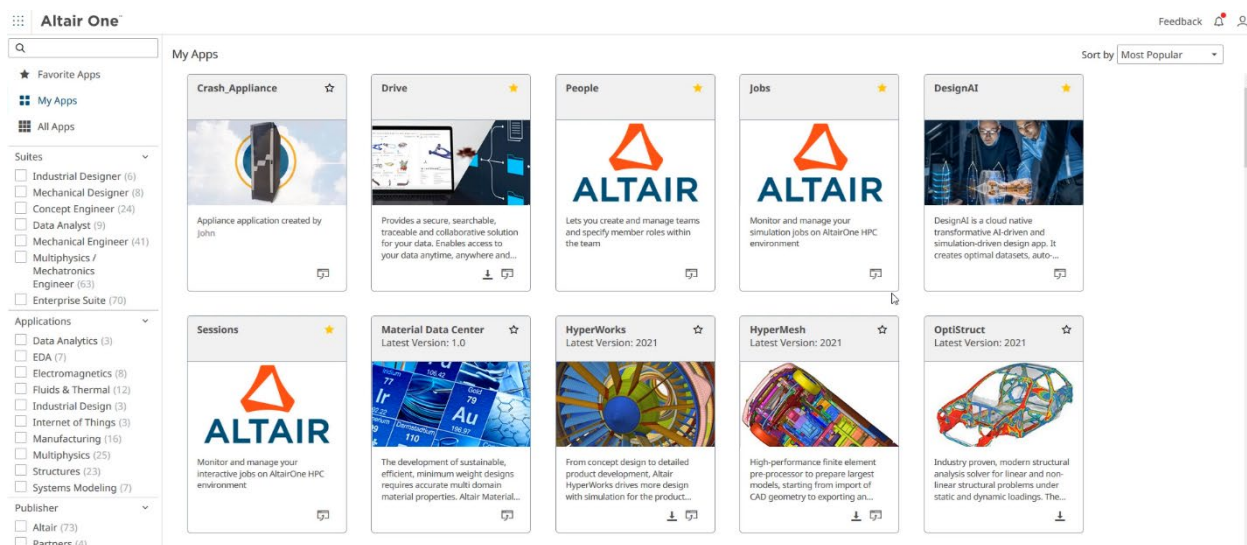 Altair One™
Feedback
Favorite Apps
My Apps
All Apps
Suites
Industrial Designer (6)
Mechanical Designer (8)
Concept Engineer (24)
Data Analyst (9)
Mechanical Engineer (41)
Multiphysics /
Mechatronics
Engineer (63)
Enterprise Suite (70)
Applications
Data Analytics (3)
EDA (7)
Electromagnetics (8)
Fluids & Thermal (12)
Industrial Design (3)
Internet of Things (3)
Manufacturing (16)
Multiphysics (25)
Structures (23)
Systems Modeling (7)
Publisher
Altair (73)
Partners (4)
My Apps
Sort by Most Popular
Crash_Appliance
Appliance application created by
John
Drive
Provides a secure, searchable,
traceable and collaborative solution
for your data. Enables access to
your data anytime, anywhere and...
People
ALTAIR
Lets you create and manage teams
and specify member roles within
the team
Jobs
ALTAIR
Monitor and manage your
simulation jobs on AltairOne HPC
environment
DesignAI
DesignAI is a cloud native
transformative AI-driven and
simulation-driven design app. It
creates optimal datasets, auto-...
Sessions
ALTAIR
Monitor and manage your
interactive jobs on AltairOne HPC
environment
Material Data Center
Latest Version: 1.0
106.42
77
Ir
Gold
79
Au
196.97
110
The development of sustainable,
efficient, minimum weight designs
requires accurate multi domain
material properties. Altair Material...
HyperWorks
Latest Version: 2021
From concept design to detailed
product development, Altair
HyperWorks drives more design
with simulation for the product...
HyperMesh
Latest Version: 2021
High-performance finite element
pre-processor to prepare largest
models, starting from import of
CAD geometry to exporting an...
OptiStruct
Latest Version: 2021
Industry proven, modern structural
analysis solver for linear and non-
linear structural problems under
static and dynamic loadings. The...